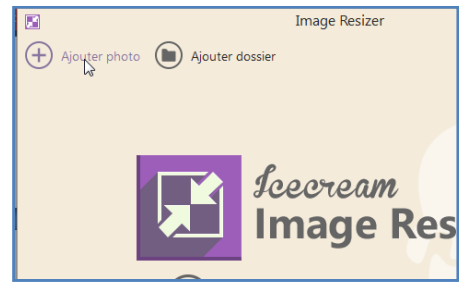 Image Resizer
Ajouter photo
Ajouter dossier
Icecream
Image Res